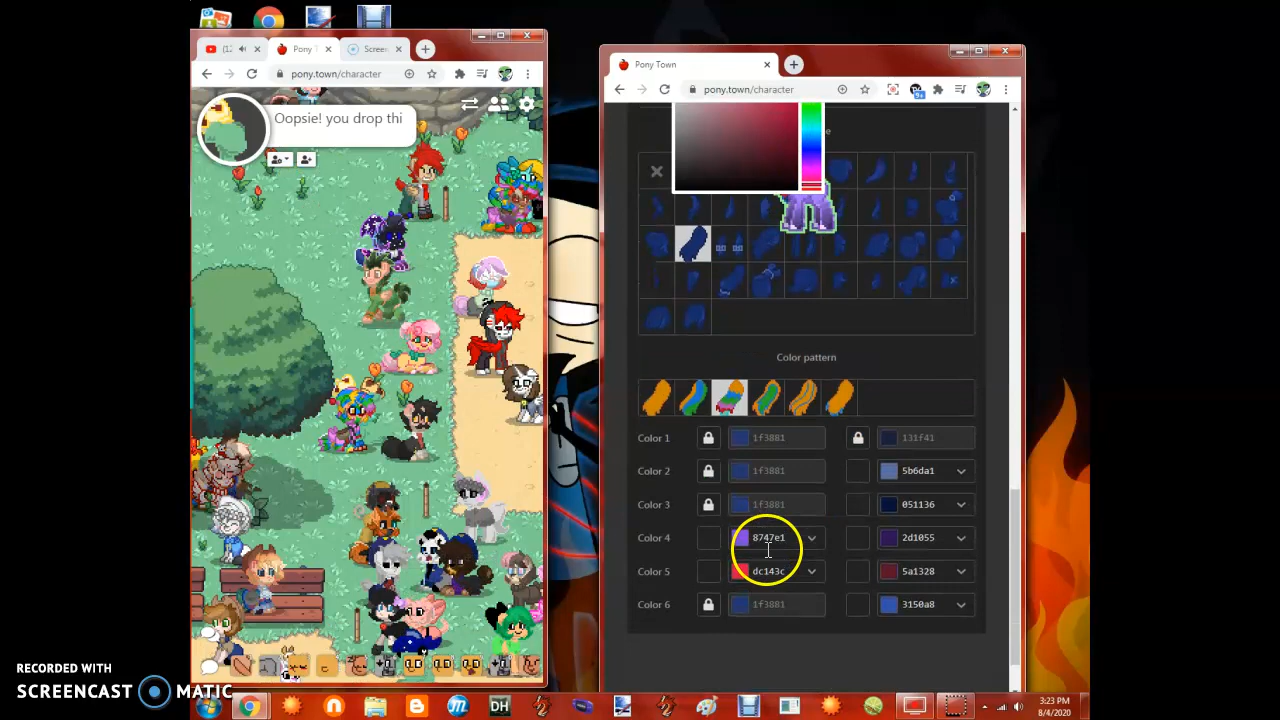 Pony T
Screen
pony.town/character
Oopsie! you drop thi
Pony Town
pony.town/character
9+
Color pattern
Color 1 1f3881 131f41
Color 2 1f3881 5b6da1
Color 3 1f3881 051136
Color 4 8747e1 2d1055
Color 5 dc143c 5a1328
Color 6 1f3881 3150a8
RECORDED WITH
SCREENCAST MATIC
DH
3:23 PM
8/4/2020